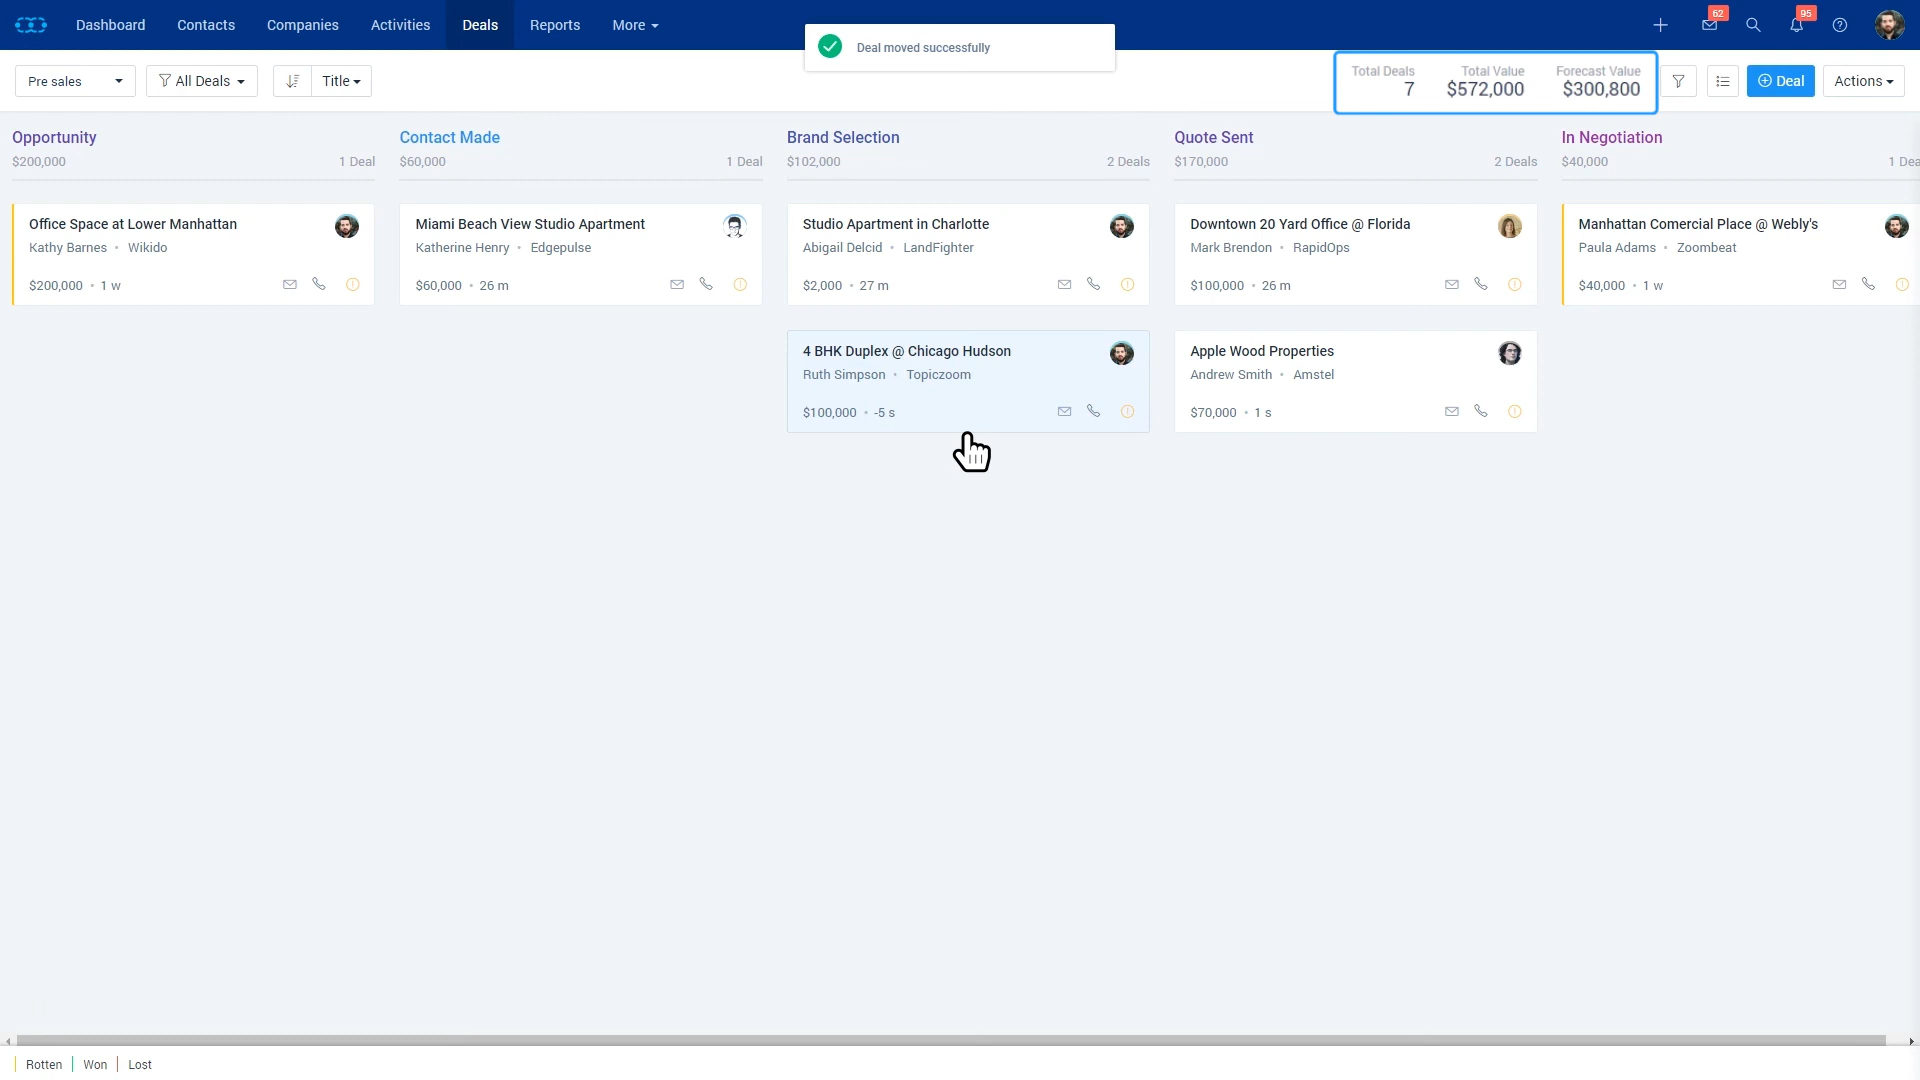 Dashboard Contacts Companies Activities Deals Reports More 62 95
Deal moved successfully
Pre sales All Deals Title Total Deals Total Value Forecast Value Deal Actions
7 $572,000 $300,800
Opportunity
$200,000 1 Deal
Office Space at Lower Manhattan
Kathy Barnes • Wikido
$200,000 • 1 w
Contact Made
$60,000 1 Deal
Miami Beach View Studio Apartment
Katherine Henry • Edgepulse
$60,000 • 26 m
Brand Selection
$102,000 2 Deals
Studio Apartment in Charlotte
Abigail Delcid • LandFighter
$2,000 • 27 m
4 BHK Duplex @ Chicago Hudson
Ruth Simpson • Topiczoom
$100,000 • -5 s
Quote Sent
$170,000 2 Deals
Downtown 20 Yard Office @ Florida
Mark Brendon • RapidOps
$100,000 • 26 m
Apple Wood Properties
Andrew Smith • Amstel
$70,000 • 1 s
In Negotiation
$40,000 1 Dea
Manhattan Comercial Place @ Webly's
Paula Adams • Zoombeat
$40,000 • 1 w
Rotten Won Lost